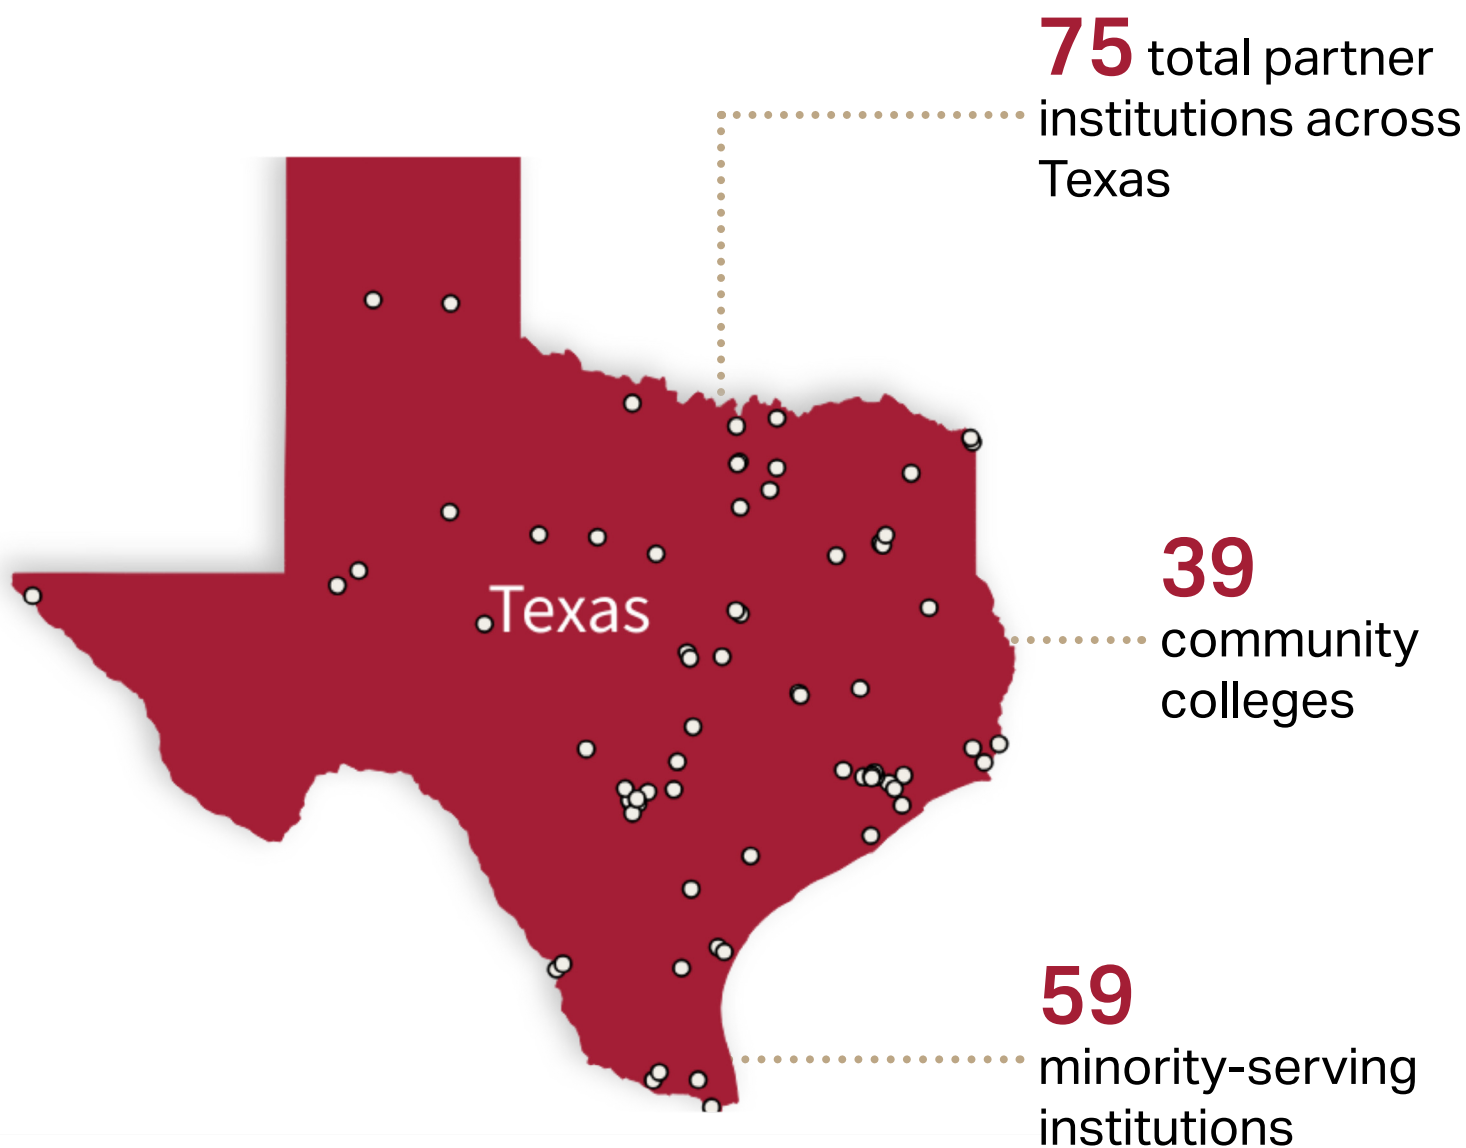 75 total partner
institutions across
Texas
Texas
39
community
colleges
59
minority-serving
institutions